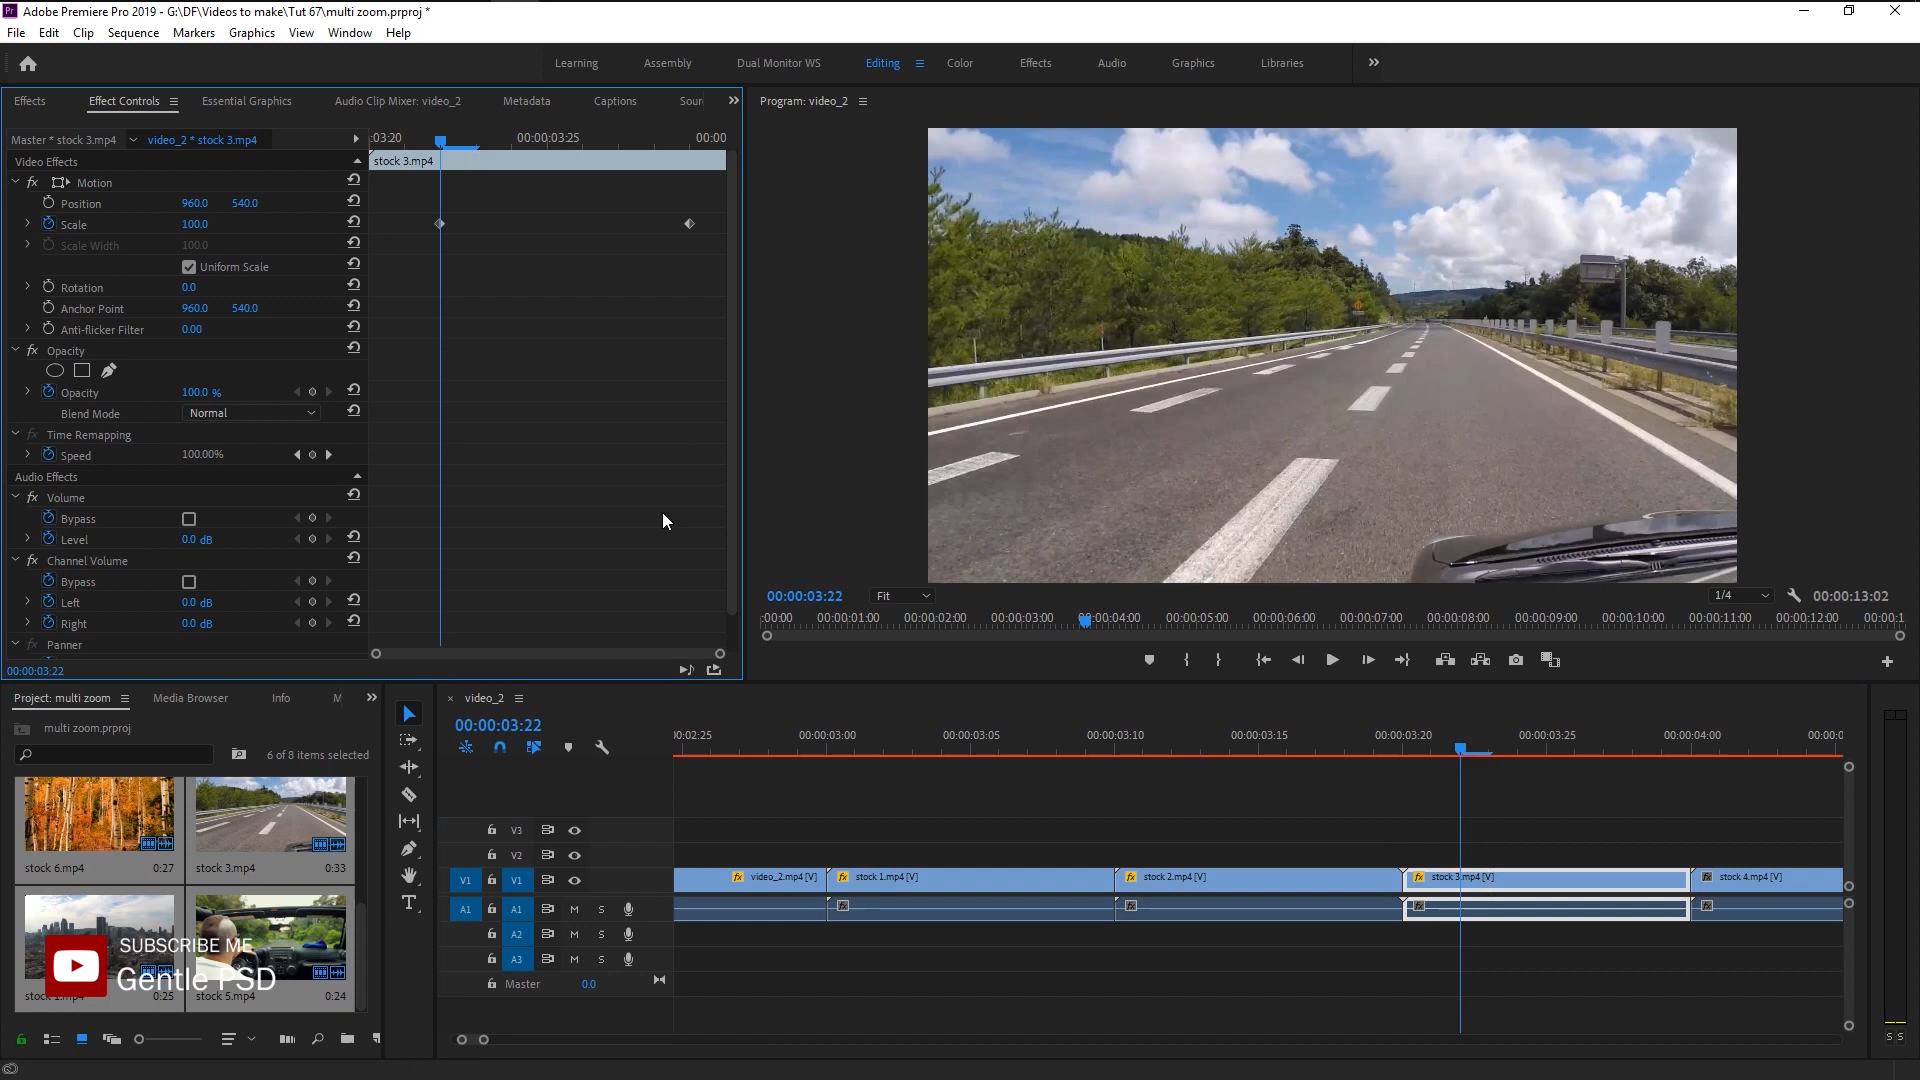 Pr Adobe Premiere Pro 2019 - G:\DF\Videos to make\Tut 67\multi zoom.prproj *
File Edit Clip Sequence Markers Graphics View Window Help
Learning Assembly Dual Monitor WS Editing Color Effects Audio Graphics Libraries
Effects Effect Controls Essential Graphics Audio Clip Mixer: video_2 Metadata Captions Sour
Program: video_2
Master * stock 3.mp4 video_2 * stock 3.mp4
:03:20 00:00:03:25 00:00
Video Effects
stock 3.mp4
fx Motion
Position 960.0 540.0
Scale 100.0
Scale Width 100.0
Uniform Scale
Rotation 0.0
Anchor Point 960.0 540.0
Anti-flicker Filter 0.00
fx Opacity
Opacity 100.0 %
Blend Mode Normal
fx Time Remapping
Speed 100.00%
Audio Effects
fx Volume
Bypass
Level 0.0 dB
fx Channel Volume
Bypass
Left 0.0 dB
Right 0.0 dB
fx Panner
00:00:03:22
00:00:03:22 Fit 1/4 00:00:13:02
:00:00 00:00:01:00 00:00:02:00 00:00:03:00 00:00:04:00 00:00:05:00 00:00:06:00 00:00:07:00 00:00:08:00 00:00:09:00 00:00:10:00 00:00:11:00 00:00:12:00 00:00:1
Project: multi zoom Media Browser Info M
multi zoom.prproj
6 of 8 items selected
stock 6.mp4 0:27
stock 3.mp4 0:33
SUBSCRIBE ME
Gentle PSD
stock 1.mp4 0:25
stock 5.mp4 0:24
video_2
00:00:03:22
00:02:25 00:00:03:00 00:00:03:05 00:00:03:10 00:00:03:15 00:00:03:20 00:00:03:25 00:00:04:00 00:00:0
V3
V2
V1 V1
fx video_2.mp4 [V] fx stock 1.mp4 [V] fx stock 2.mp4 [V] fx stock 3.mp4 [V] fx stock 4.mp4 [V]
A1 A1 M S fx fx fx fx
A2 M S
A3 M S
Master 0.0
S S